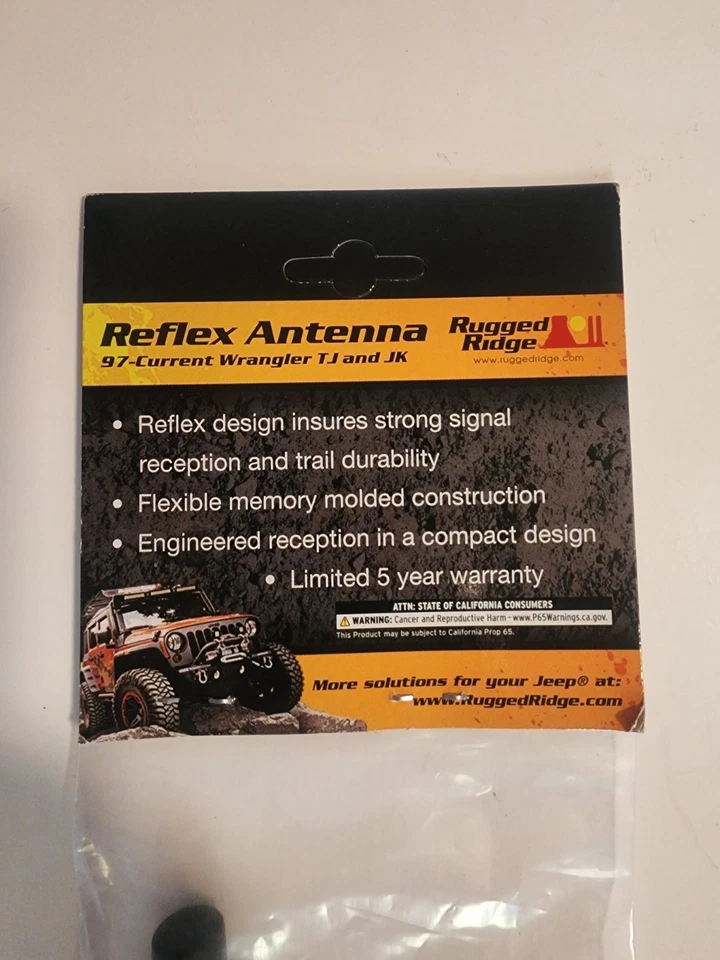 Reflex Antenna
97-Current Wrangler TJ and JK
Rugged
Ridge
www.ruggedridge.com
• Reflex design insures strong signal
reception and trail durability
• Flexible memory molded construction
• Engineered reception in a compact design
• Limited 5 year warranty
ATTN: STATE OF CALIFORNIA CONSUMERS
WARNING: Cancer and Reproductive Harm-www.P65Warnings.ca.gov.
This Product may be subject to California Prop 65.
More solutions for your Jeep® at:
www.RuggedRidge.com